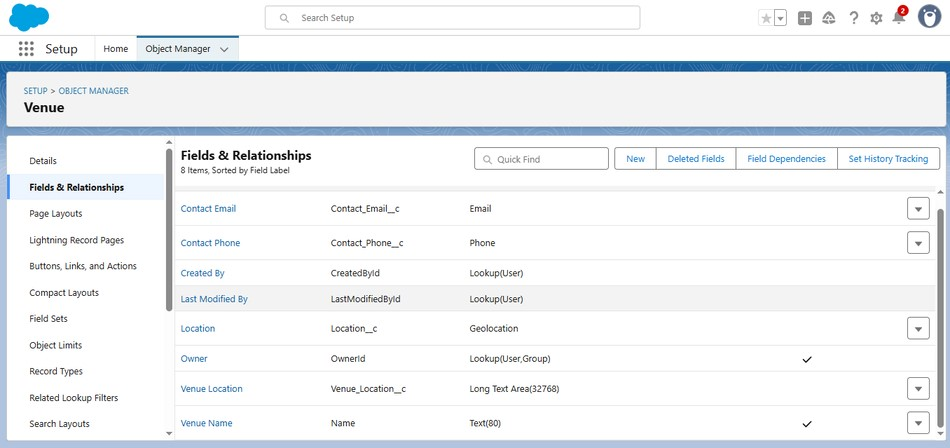 Search Setup
2
Setup
Home
Object Manager
SETUP > OBJECT MANAGER
Venue
Details
Fields & Relationships
Page Layouts
Lightning Record Pages
Buttons, Links, and Actions
Compact Layouts
Field Sets
Object Limits
Record Types
Related Lookup Filters
Search Layouts
Fields & Relationships
8 Items, Sorted by Field Label
Quick Find
New
Deleted Fields
Field Dependencies
Set History Tracking
Contact Email Contact_Email__c Email
Contact Phone Contact_Phone__c Phone
Created By CreatedById Lookup(User)
Last Modified By LastModifiedById Lookup(User)
Location Location__c Geolocation
Owner OwnerId Lookup(User,Group)
Venue Location Venue_Location__c Long Text Area(32768)
Venue Name Name Text(80)